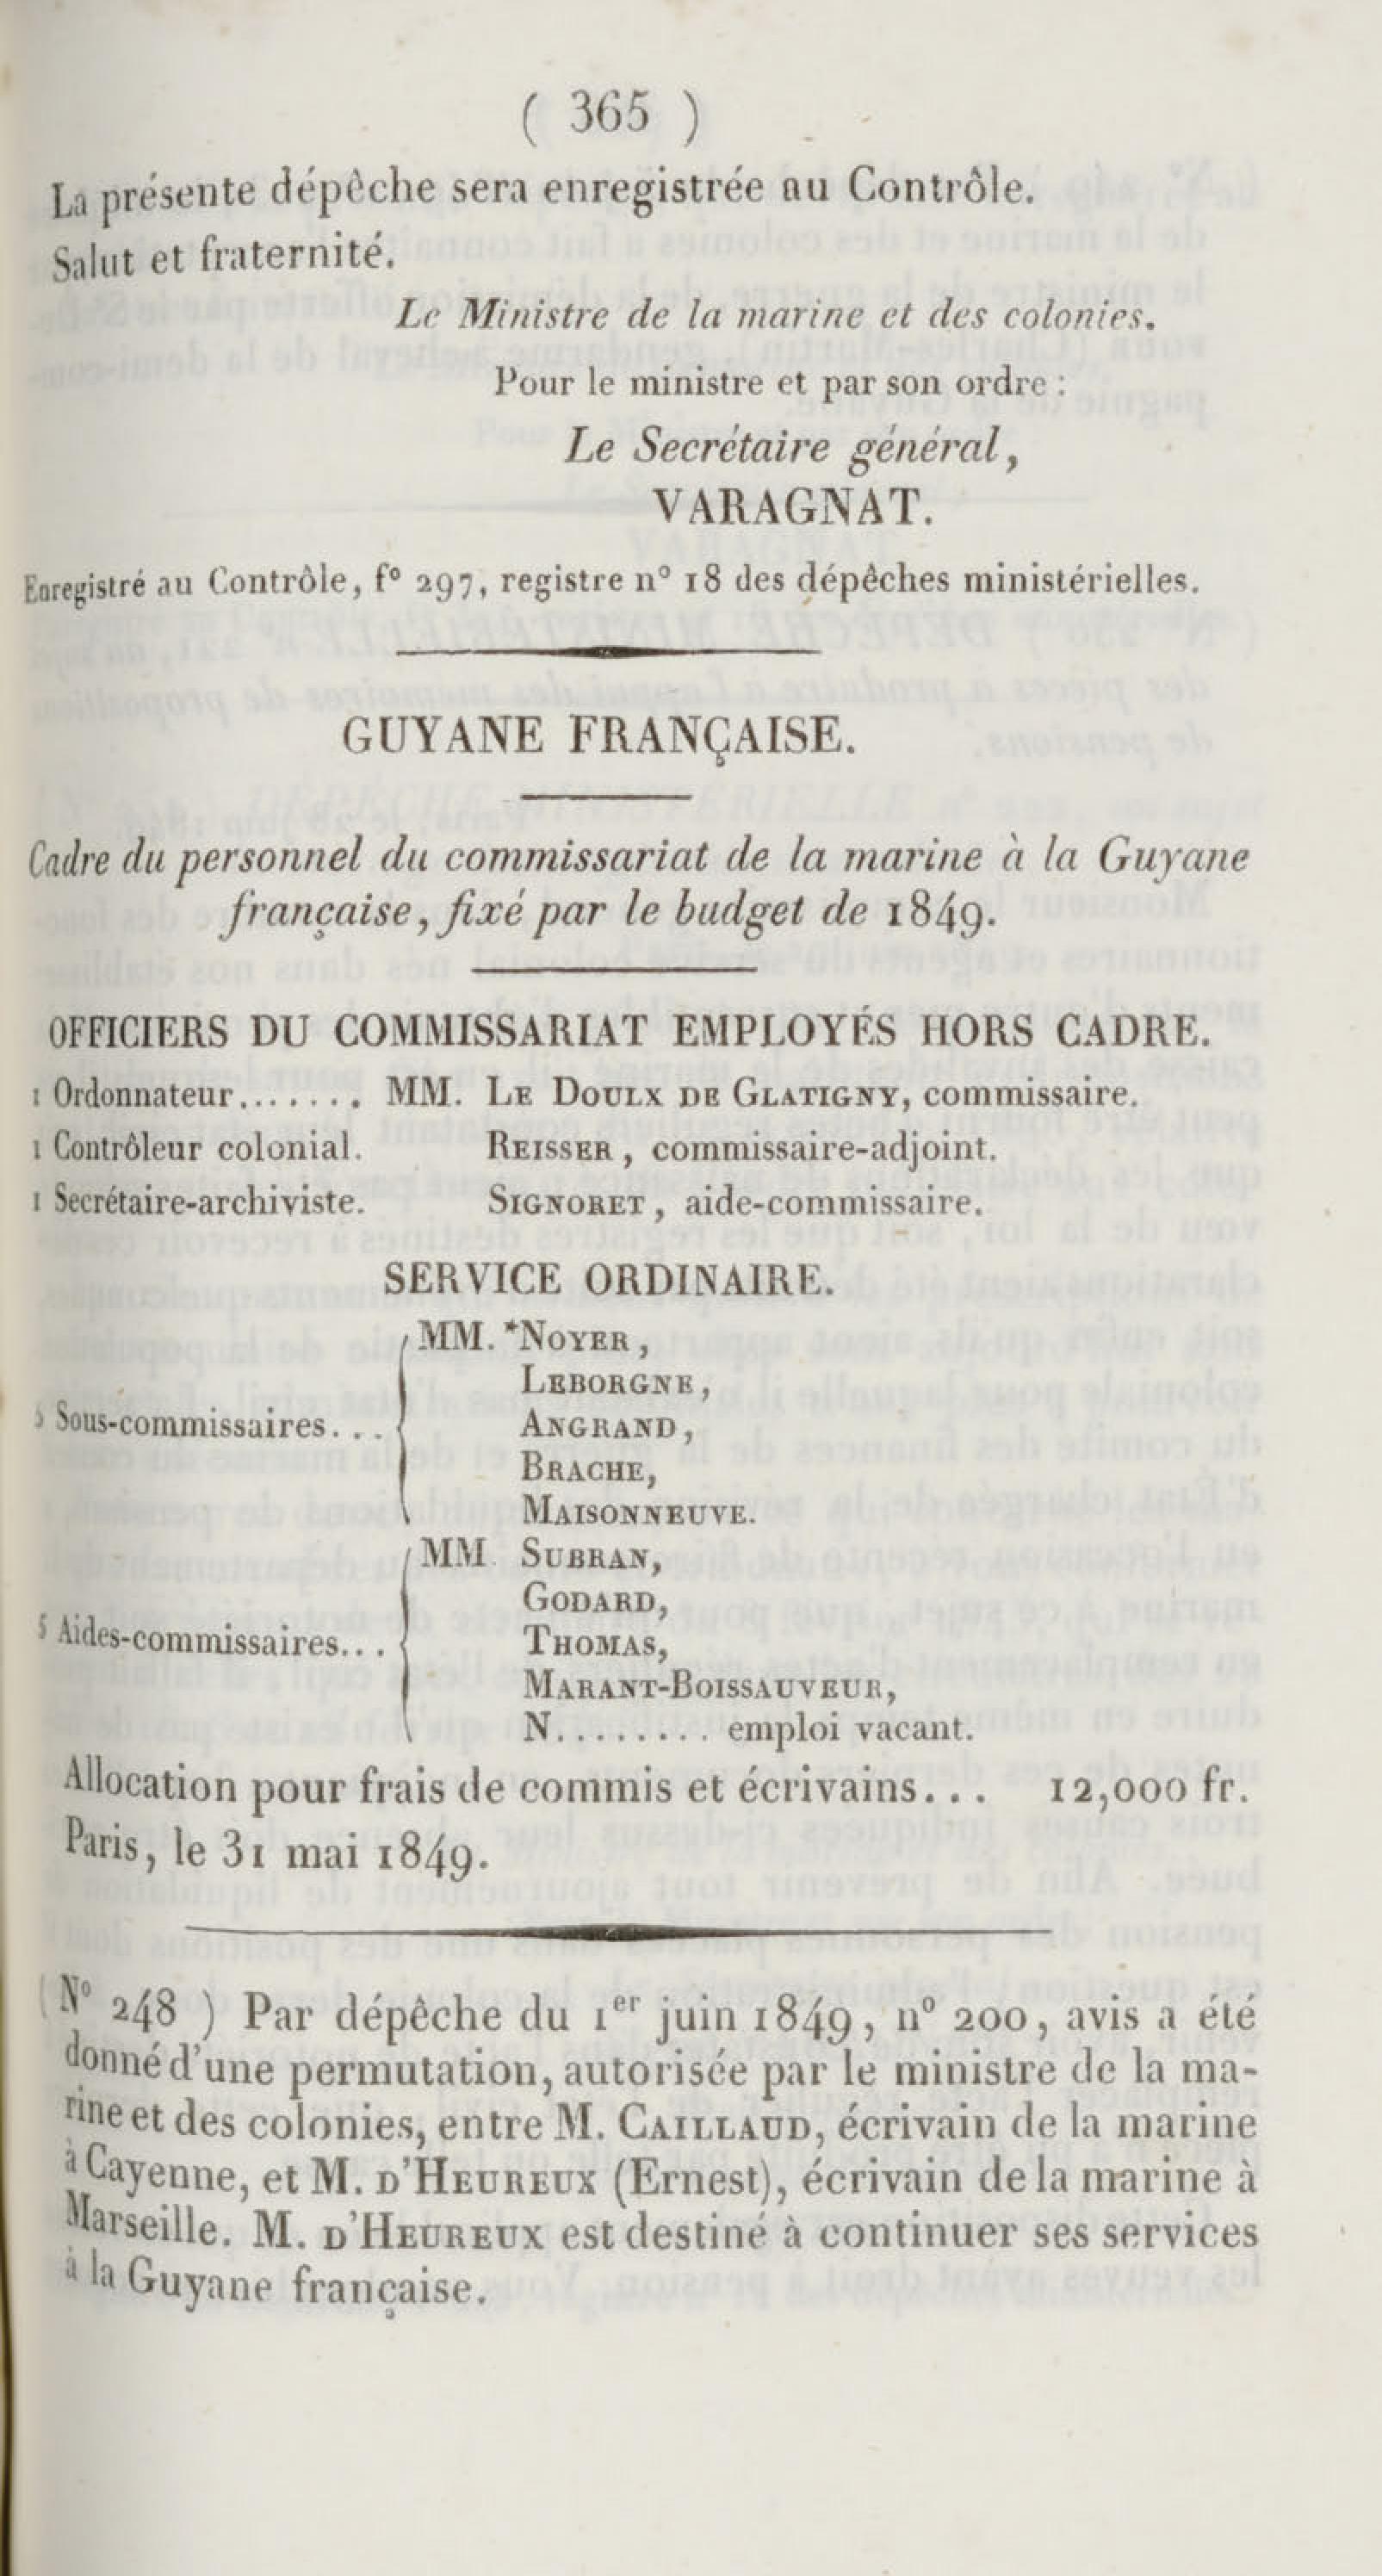 ( 365 )
La présente dépêche sera enregistrée au Contrôle.
Salut et fraternité.
Le Ministre de la marine et des colonies.
Pour le ministre et par son ordre :
Le Secrétaire général,
VARAGNAT.
Enregistré au Contrôle, f° 297, registre n° 18 des dépêches ministérielles.
GUYANE FRANÇAISE.
Cadre du personnel du commissariat de la marine à la Guyane
française, fixé par le budget de 1849.
OFFICIERS DU COMMISSARIAT EMPLOYÉS HORS CADRE.
1 Ordonnateur....... MM. LE DOULX DE GLATIGNY, commissaire.
1 Contrôleur colonial. REISSER, commissaire-adjoint.
1 Secrétaire-archiviste. SIGNORET, aide-commissaire.
SERVICE ORDINAIRE.
MM. *NOYER,
LEBORGNE,
5 Sous-commissaires... ANGRAND,
BRACHE,
MAISONNEUVE.
MM. SUBRAN,
GODARD,
5 Aides-commissaires... THOMAS,
MARANT-BOISSAUVEUR,
N........ emploi vacant.
Allocation pour frais de commis et écrivains... 12,000 fr.
Paris, le 31 mai 1849.
(N° 248 ) Par dépêche du 1er juin 1849, n° 200, avis a été
donné d'une permutation, autorisée par le ministre de la ma-
rine et des colonies, entre M. CAILLAUD, écrivain de la marine
à Cayenne, et M. D'HEUREUX (Ernest), écrivain de la marine à
Marseille. M. D'HEUREUX est destiné à continuer ses services
à la Guyane française.